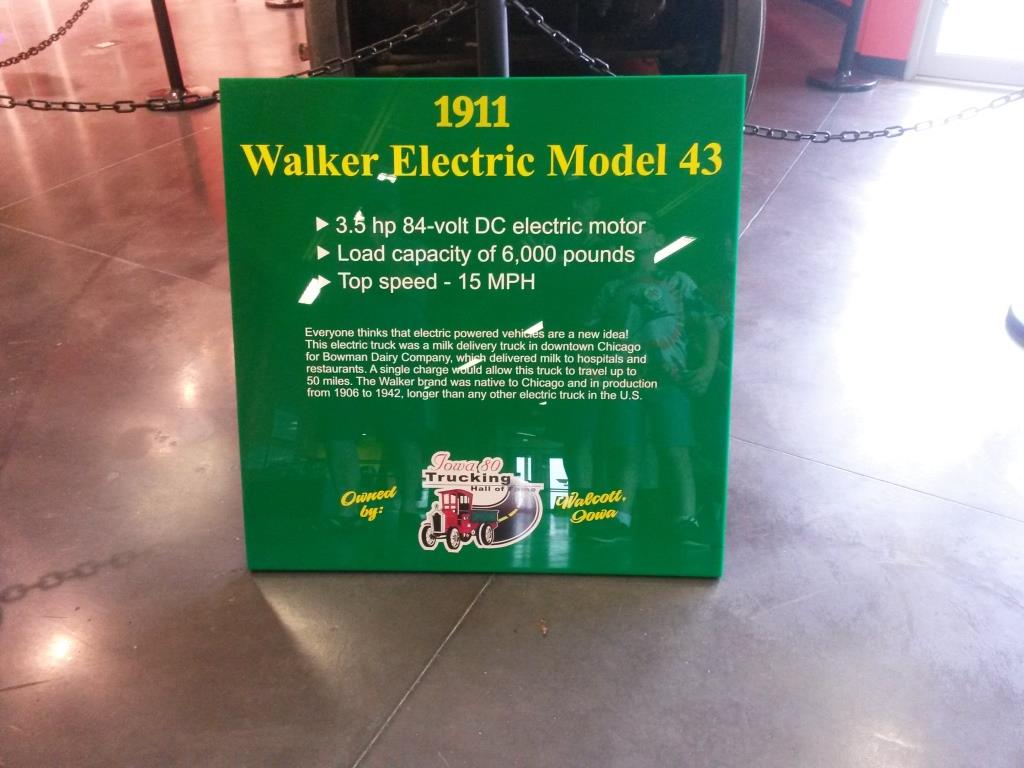 1911
Walker Electric Model 43
3.5 hp 84-volt DC electric motor
Load capacity of 6,000 pounds
Top speed - 15 MPH
Everyone thinks that electric powered vehicles are a new idea!
This electric truck was a milk delivery truck in downtown Chicago
for Bowman Dairy Company, which delivered milk to hospitals and
restaurants. A single charge would allow this truck to travel up to
50 miles. The Walker brand was native to Chicago and in production
from 1906 to 1942, longer than any other electric truck in the U.S.
Iowa 80
Trucking
Hall of Fame
Owned
by:
Walcott,
Iowa